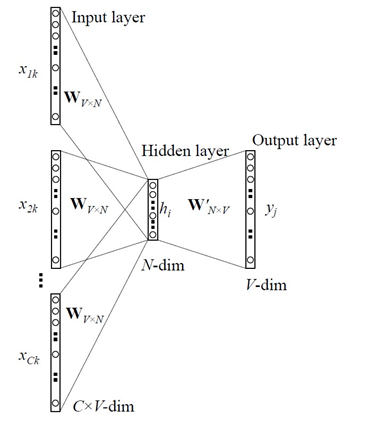 Input layer
x1k
WV×N
Hidden layer
Output layer
x2k
WV×N
hi
W'N×V
yj
N-dim
V-dim
WV×N
xCk
C×V-dim